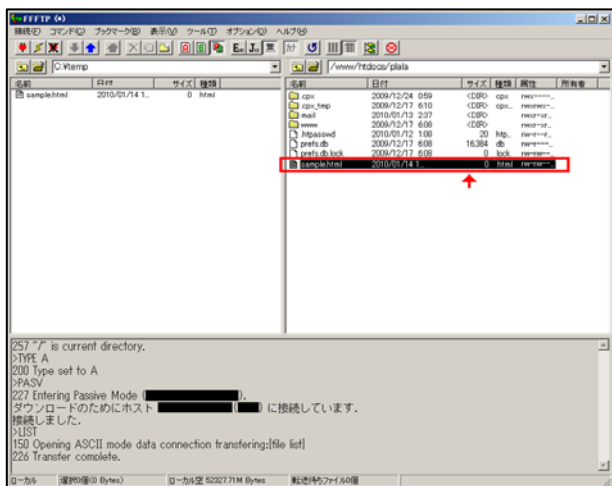 FFFTP (*)
接続(F) コマンド(C) ブックマーク(B) 表示(V) ツール(T) オプション(O) ヘルプ(H)
C:¥temp
/www/htdocs/plala
名前 日付 サイズ 種類
sample.html 2010/01/14 1... 0 html
名前 日付 サイズ 種類 属性 所有者
.cpx 2009/12/24 0:59 <DIR> cpx
.cpx_tmp 2009/12/17 6:10 <DIR> cpx...
mail 2010/01/13 2:37 <DIR>
www 2009/12/17 6:08 <DIR>
.htpasswd 2010/01/12 1:08 20 htp...
prefs.db 2009/12/17 6:08 16,384 db
prefs.db.lock 2009/12/17 6:08 0 lock
sample.html 2010/01/14 1... 0 html
257 "/" is current directory.
>TYPE A
200 Type set to A
>PASV
227 Entering Passive Mode ( ).
ダウンロードのためにホスト ( ) に接続しています.
接続しました.
>LIST
150 Opening ASCII mode data connection transfering:[file list]
226 Transfer complete.
ローカル 選択0個(0 Bytes) ローカル空 52327.71M Bytes 転送待ちファイル0個